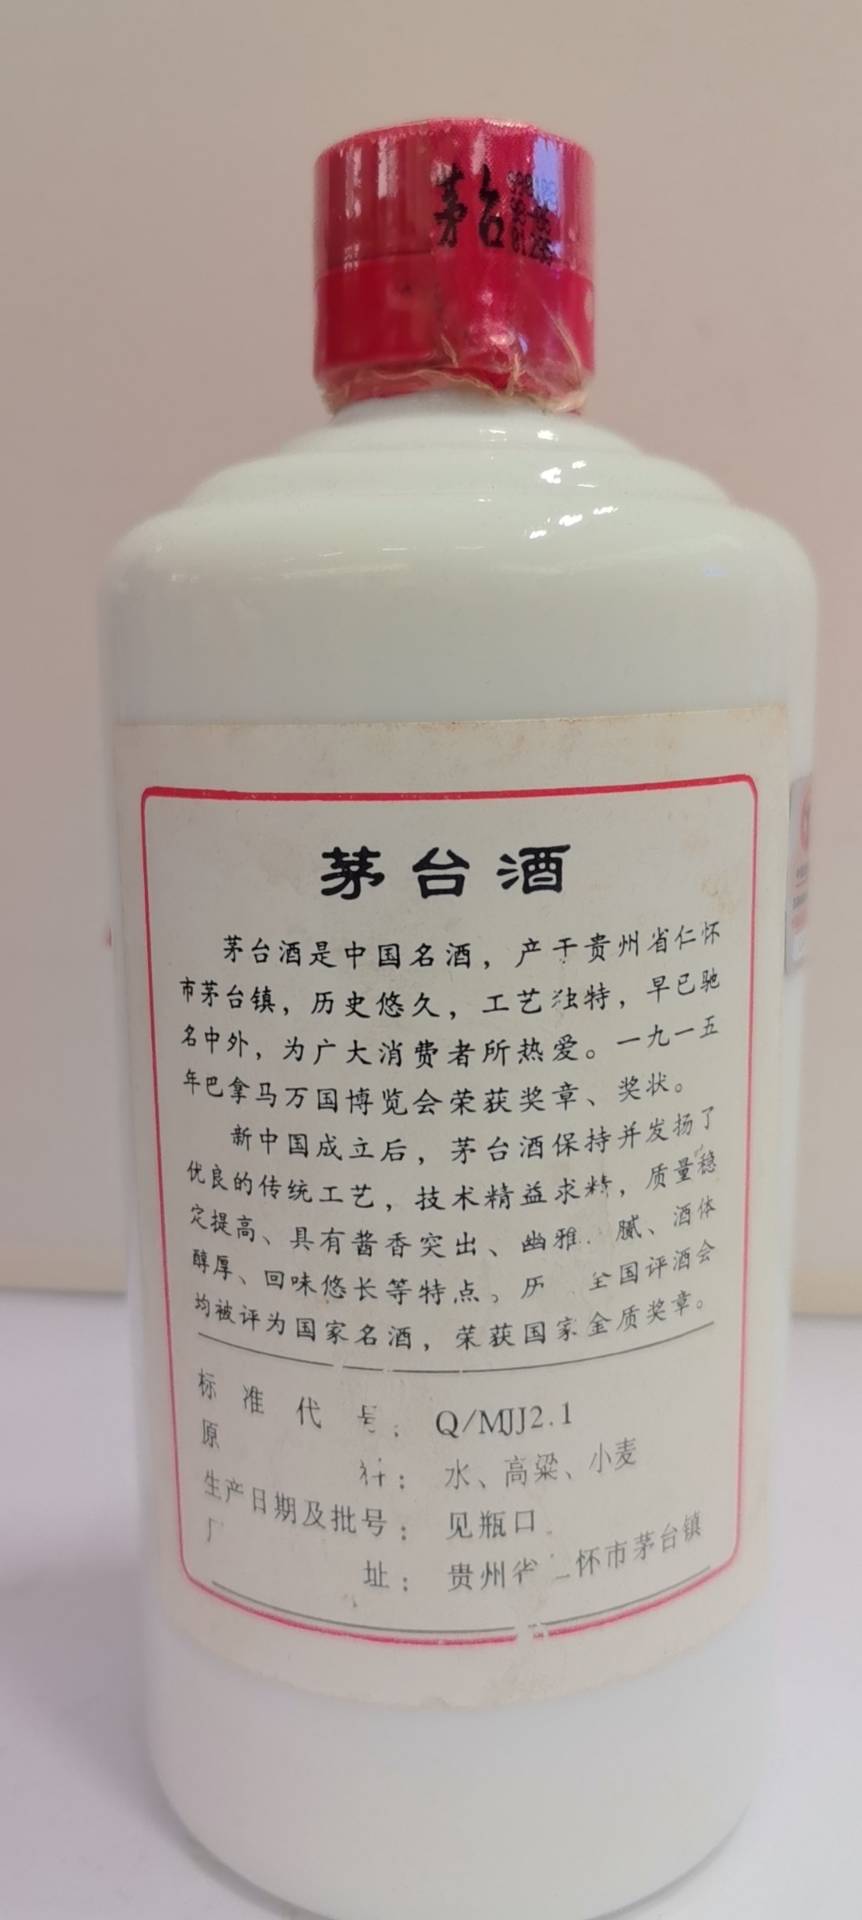 茅台
茅台酒
茅台酒是中国名酒，产于贵州省仁怀
市茅台镇，历史悠久，工艺独特，早已驰
名中外，为广大消费者所热爱。一九一五
年巴拿马万国博览会荣获奖章、奖状。
新中国成立后，茅台酒保持并发扬了
优良的传统工艺，技术精益求精，质量稳
定提高、具有酱香突出、幽雅 腻、酒体
醇厚、回味悠长等特点。历 全国评酒会
均被评为国家名酒，荣获国家金质奖章。
标准代号：Q/MJJ2.1
原料：水、高粱、小麦
生产日期及批号：见瓶口
厂址：贵州省 怀市茅台镇